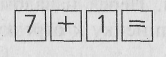 7 + 1 =